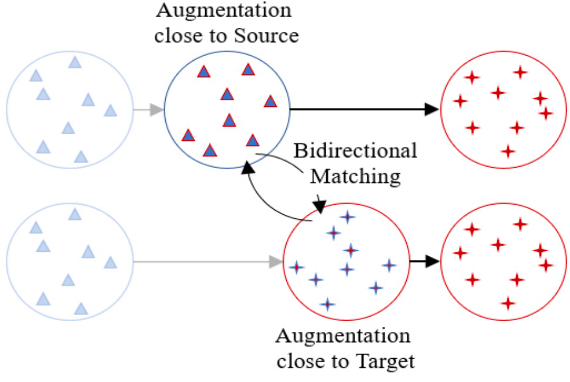 Augmentation
close to Source
Bidirectional
Matching
Augmentation
close to Target